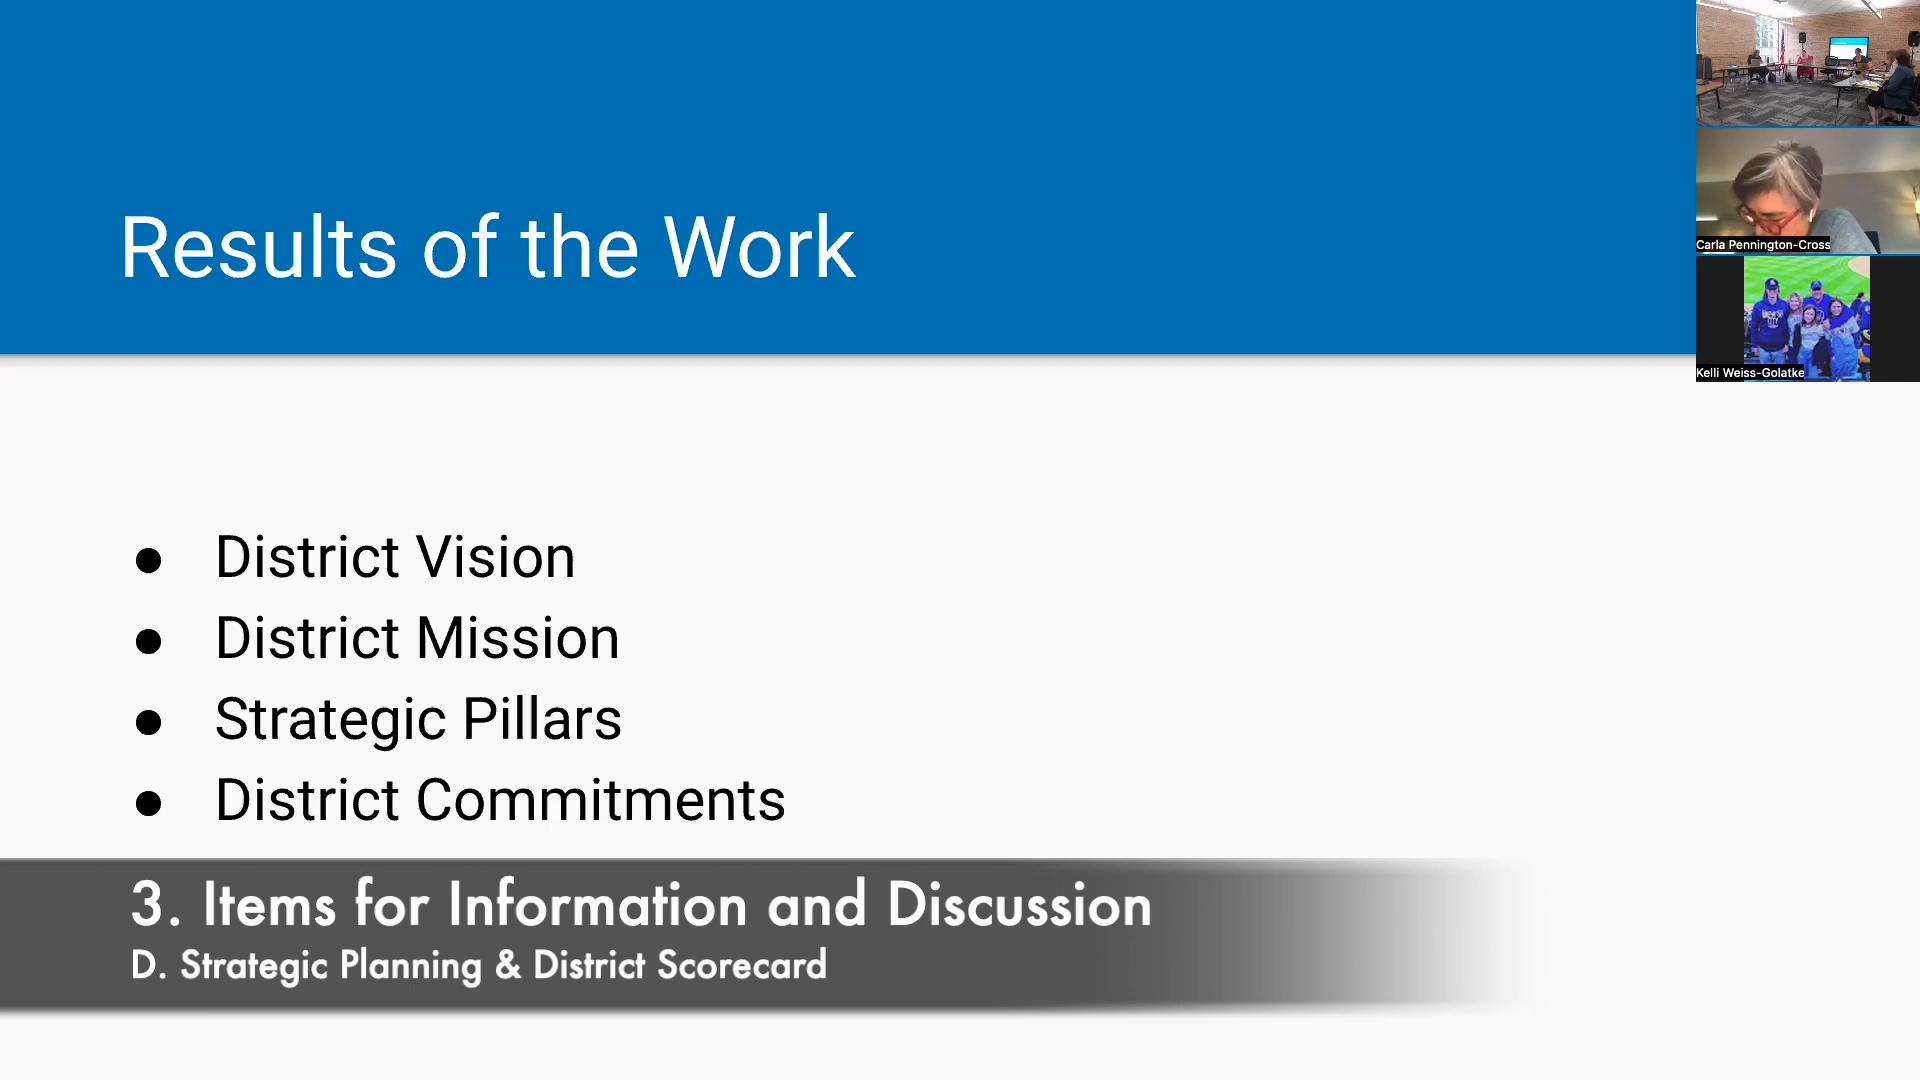 Results of the Work
● District Vision
● District Mission
● Strategic Pillars
● District Commitments
3. Items for Information and Discussion
D. Strategic Planning & District Scorecard
Carla Pennington-Cross
Kelli Weiss-Golatke